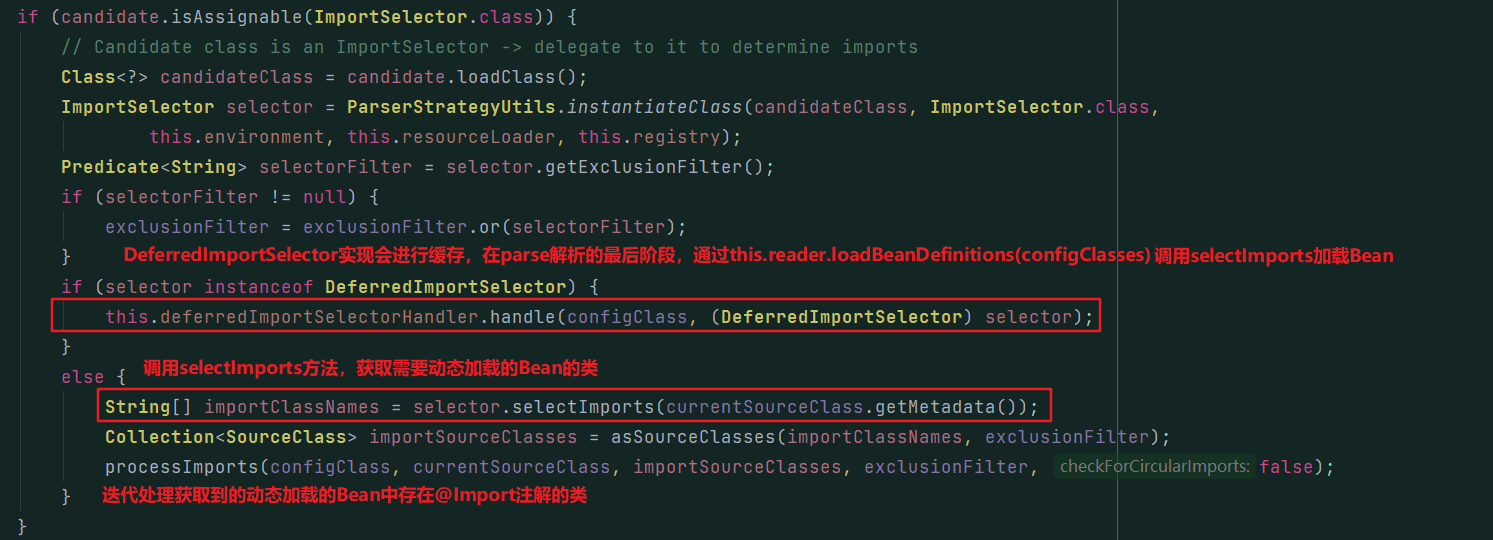 if (candidate.isAssignable(ImportSelector.class)) {
// Candidate class is an ImportSelector -> delegate to it to determine imports
Class<?> candidateClass = candidate.loadClass();
ImportSelector selector = ParserStrategyUtils.instantiateClass(candidateClass, ImportSelector.class,
this.environment, this.resourceLoader, this.registry);
Predicate<String> selectorFilter = selector.getExclusionFilter();
if (selectorFilter != null) {
exclusionFilter = exclusionFilter.or(selectorFilter);
} DeferredImportSelector实现会进行缓存，在parse解析的最后阶段，通过this.reader.loadBeanDefinitions(configClasses) 调用selectImports加载Bean
if (selector instanceof DeferredImportSelector) {
this.deferredImportSelectorHandler.handle(configClass, (DeferredImportSelector) selector);
}
调用selectImports方法，获取需要动态加载的Bean的类
else {
String[] importClassNames = selector.selectImports(currentSourceClass.getMetadata());
Collection<SourceClass> importSourceClasses = asSourceClasses(importClassNames, exclusionFilter);
processImports(configClass, currentSourceClass, importSourceClasses, exclusionFilter, checkForCircularImports: false);
} 迭代处理获取到的动态加载的Bean中存在@Import注解的类
}